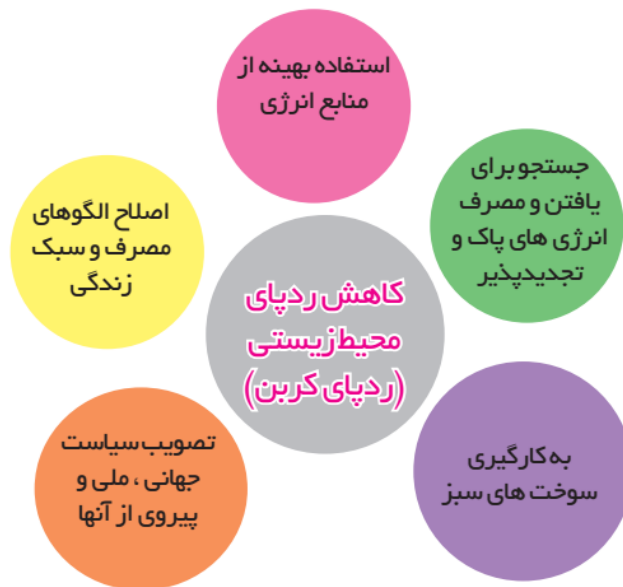 استفاده بهینه از
منابع انرژی
جستجو برای
یافتن و مصرف
انرژی های پاک و
تجدیدپذیر
اصلاح الگوهای
مصرف و سبک
زندگی
کاهش ردپای
محیط‌زیستی
(ردپای کربن)
به کارگیری
سوخت های سبز
تصویب سیاست
جهانی ، ملی و
پیروی از آنها